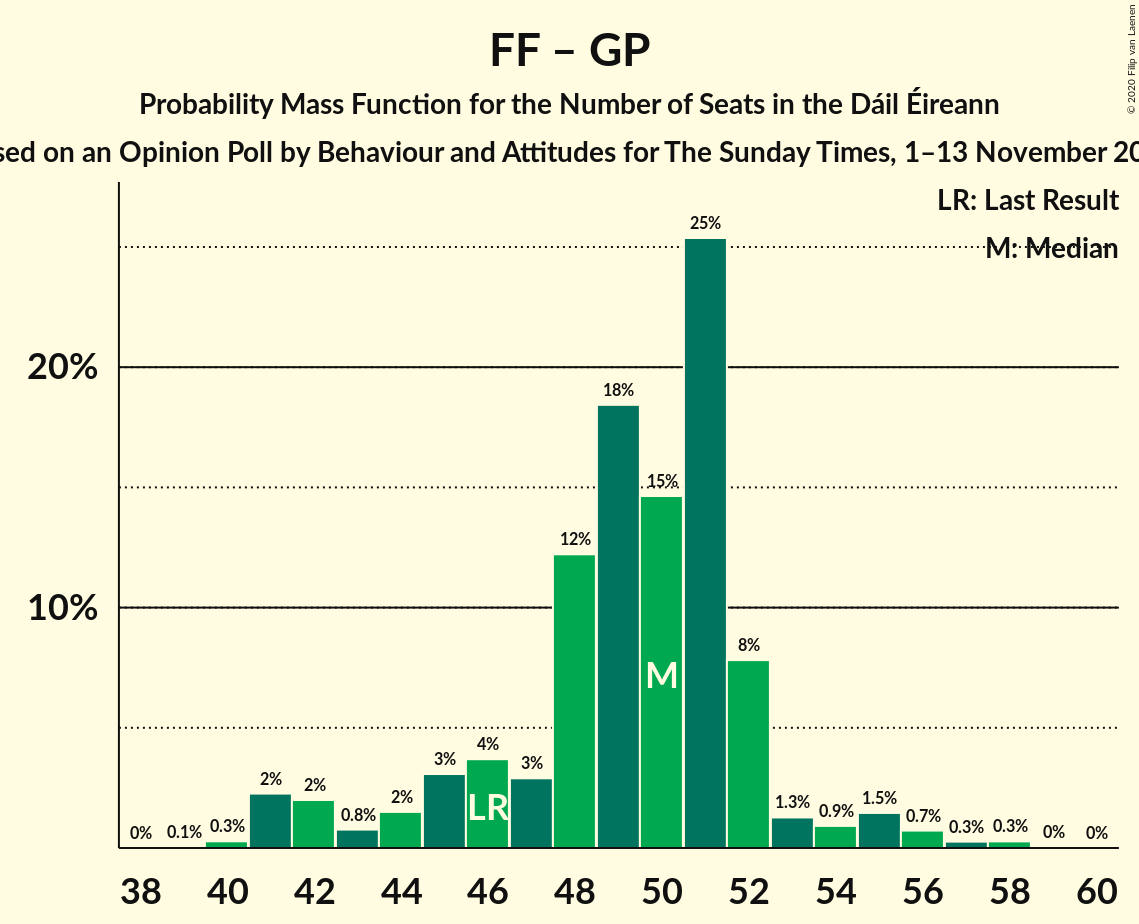 FF – GP
Probability Mass Function for the Number of Seats in the Dáil Éireann
sed on an Opinion Poll by Behaviour and Attitudes for The Sunday Times, 1–13 November 20
© 2020 Filip van Laenen
LR: Last Result
M: Median
20%
10%
0%
0.1%
0.3%
2%
2%
0.8%
2%
3%
4%
3%
12%
18%
15%
25%
8%
1.3%
0.9%
1.5%
0.7%
0.3%
0.3%
0%
0%
LR
M
38 40 42 44 46 48 50 52 54 56 58 60